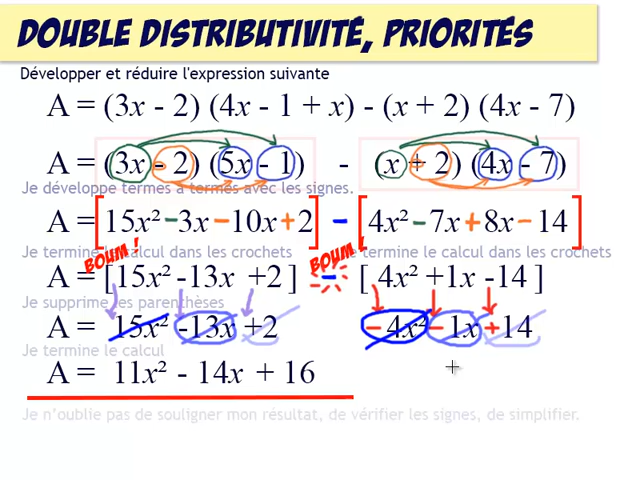 DOUBLE DISTRIBUTIVITÉ, PRIORITÉS
Développer et réduire l'expression suivante
A = (3x - 2) (4x - 1 + x) - (x + 2) (4x - 7)
A = (3x - 2) (5x - 1) - (x + 2) (4x - 7)
Je développe termes à termes avec les signes.
A = [15x² - 3x - 10x + 2] - [4x² - 7x + 8x - 14]
Je termine le calcul dans les crochets Je termine le calcul dans les crochets
BOUM ! BOUM !
A = [15x² -13x +2 ] - [ 4x² +1x -14 ]
Je supprime les parenthèses
A = 15x² -13x +2 - 4x² - 1x + 14
Je termine le calcul
A = 11x² - 14x + 16
Je n'oublie pas de souligner mon résultat, de vérifier les signes, de simplifier.